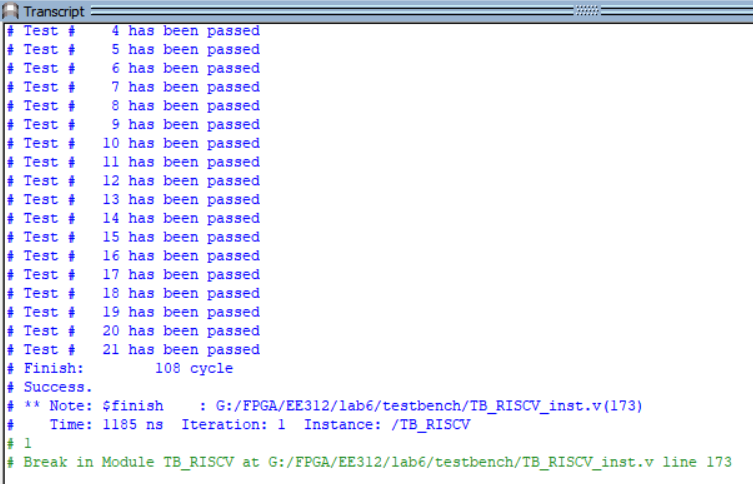 Transcript
# Test #    4 has been passed
# Test #    5 has been passed
# Test #    6 has been passed
# Test #    7 has been passed
# Test #    8 has been passed
# Test #    9 has been passed
# Test #   10 has been passed
# Test #   11 has been passed
# Test #   12 has been passed
# Test #   13 has been passed
# Test #   14 has been passed
# Test #   15 has been passed
# Test #   16 has been passed
# Test #   17 has been passed
# Test #   18 has been passed
# Test #   19 has been passed
# Test #   20 has been passed
# Test #   21 has been passed
# Finish:        108 cycle
# Success.
# ** Note: $finish    : G:/FPGA/EE312/lab6/testbench/TB_RISCV_inst.v(173)
#    Time: 1185 ns  Iteration: 1  Instance: /TB_RISCV
# 1
# Break in Module TB_RISCV at G:/FPGA/EE312/lab6/testbench/TB_RISCV_inst.v line 173